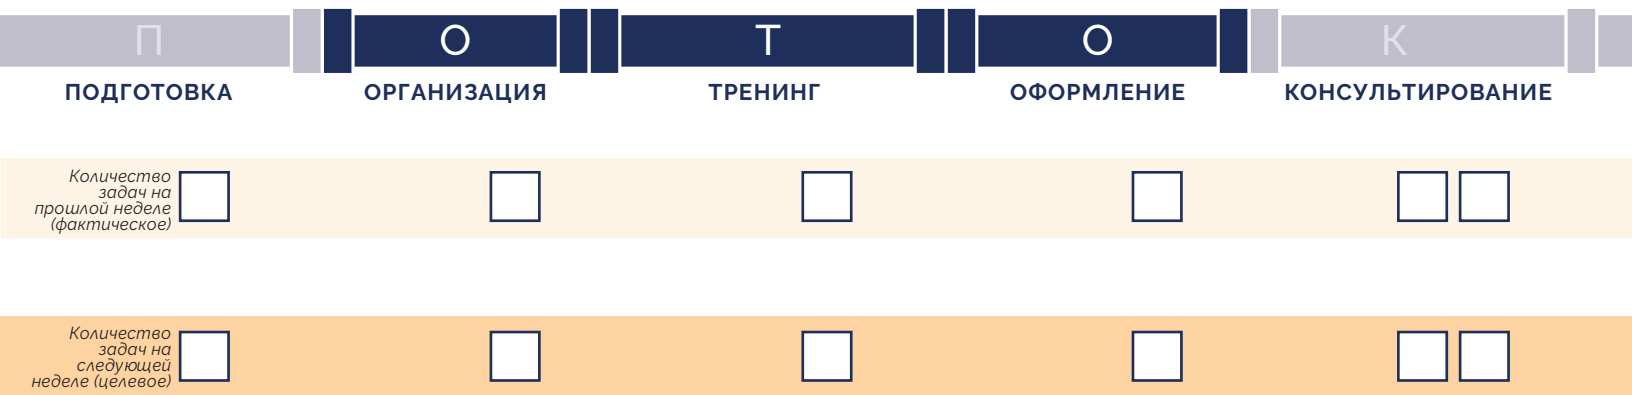 П О Т О К
ПОДГОТОВКА ОРГАНИЗАЦИЯ ТРЕНИНГ ОФОРМЛЕНИЕ КОНСУЛЬТИРОВАНИЕ
Количество
задач на
прошлой неделе
(фактическое)
Количество
задач на
следующей
неделе (целевое)